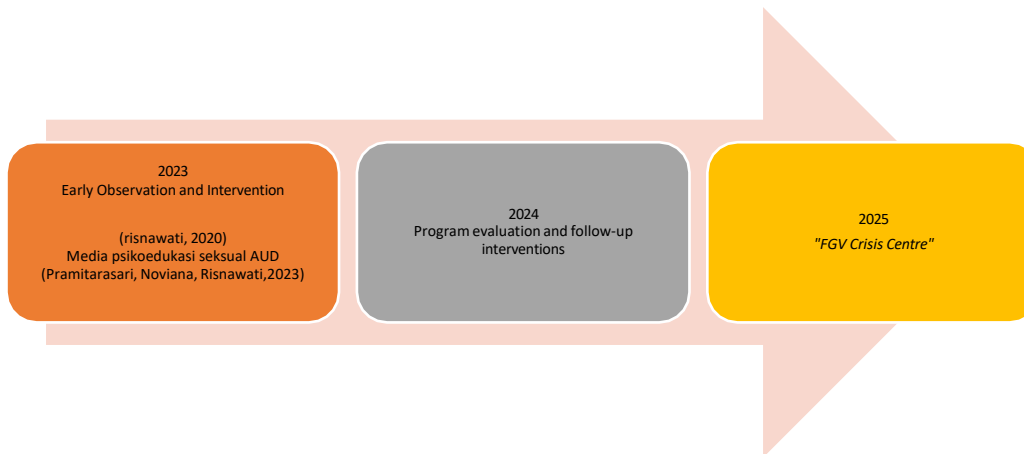 2023
Early Observation and Intervention
(risnawati, 2020)
Media psikoedukasi seksual AUD
(Pramitarasari, Noviana, Risnawati,2023)
2024
Program evaluation and follow-up
interventions
2025
"FGV Crisis Centre"